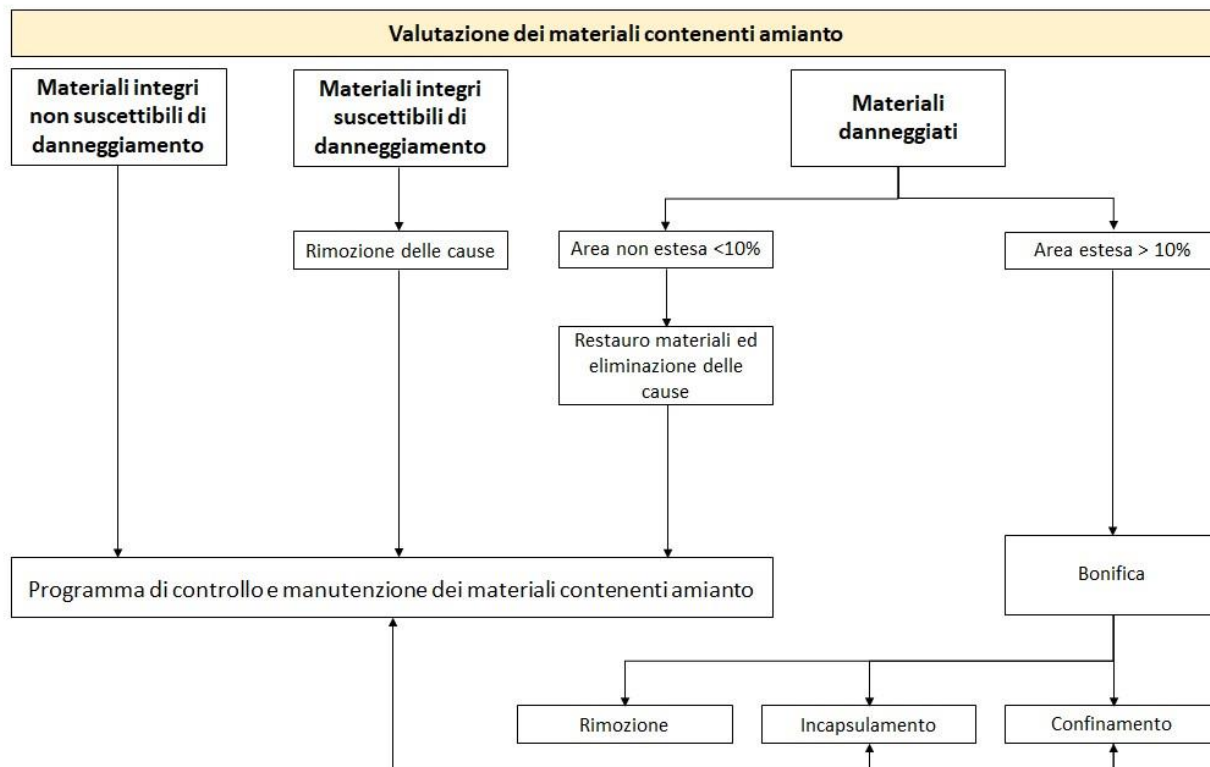 Valutazione dei materiali contenenti amianto
Materiali integri
non suscettibili di
danneggiamento
Materiali integri
suscettibili di
danneggiamento
Materiali
danneggiati
Rimozione delle cause
Area non estesa <10%
Area estesa > 10%
Restauro materiali ed
eliminazione delle
cause
Programma di controllo e manutenzione dei materiali contenenti amianto
Bonifica
Rimozione
Incapsulamento
Confinamento